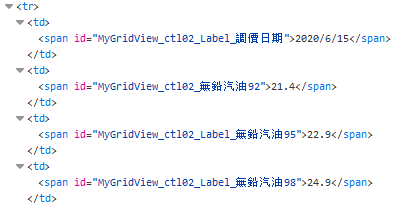 <tr>
<td>
<span id="MyGridView_ctl02_Label_調價日期">2020/6/15</span>
</td>
<td>
<span id="MyGridView_ctl02_無鉛汽油92">21.4</span>
</td>
<td>
<span id="MyGridView_ctl02_Label_無鉛汽油95">22.9</span>
</td>
<td>
<span id="MyGridView_ctl02_Label_無鉛汽油98">24.9</span>
</td>